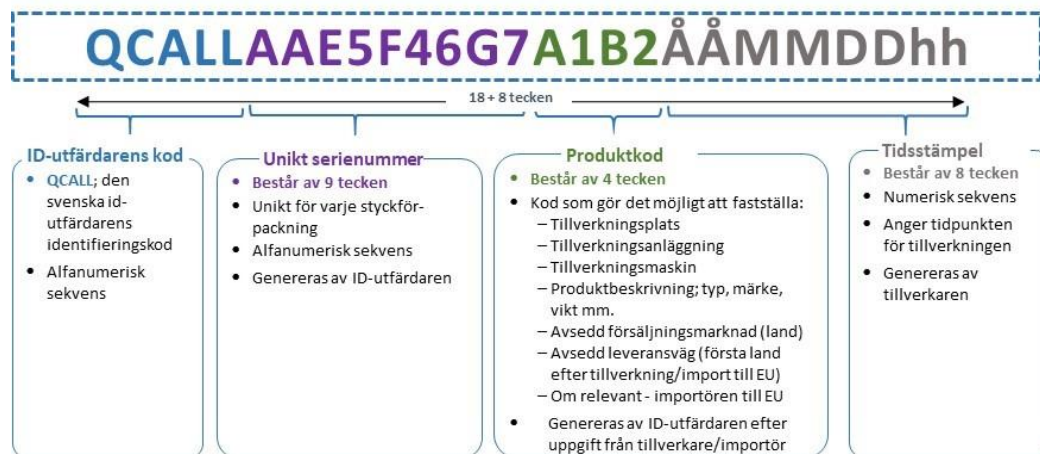 QCALLAAE5F46G7A1B2ÅÅMMDDhh
18 + 8 tecken
ID-utfärdarens kod
• QCALL; den
svenska id-
utfärdarens
identifieringskod
• Alfanumerisk
sekvens
Unikt serienummer
• Består av 9 tecken
• Unikt för varje styckför-
packning
• Alfanumerisk sekvens
• Genereras av ID-utfärdaren
Produktkod
• Består av 4 tecken
• Kod som gör det möjligt att fastställa:
– Tillverkningsplats
– Tillverkningsanläggning
– Tillverkningsmaskin
– Produktbeskrivning; typ, märke,
vikt mm.
– Avsedd försäljningsmarknad (land)
– Avsedd leveransväg (första land
efter tillverkning/import till EU)
– Om relevant - importören till EU
• Genereras av ID-utfärdaren efter
uppgift från tillverkare/importör
Tidsstämpel
• Består av 8 tecken
• Numerisk sekvens
• Anger tidpunkten
för tillverkningen
• Genereras av
tillverkaren